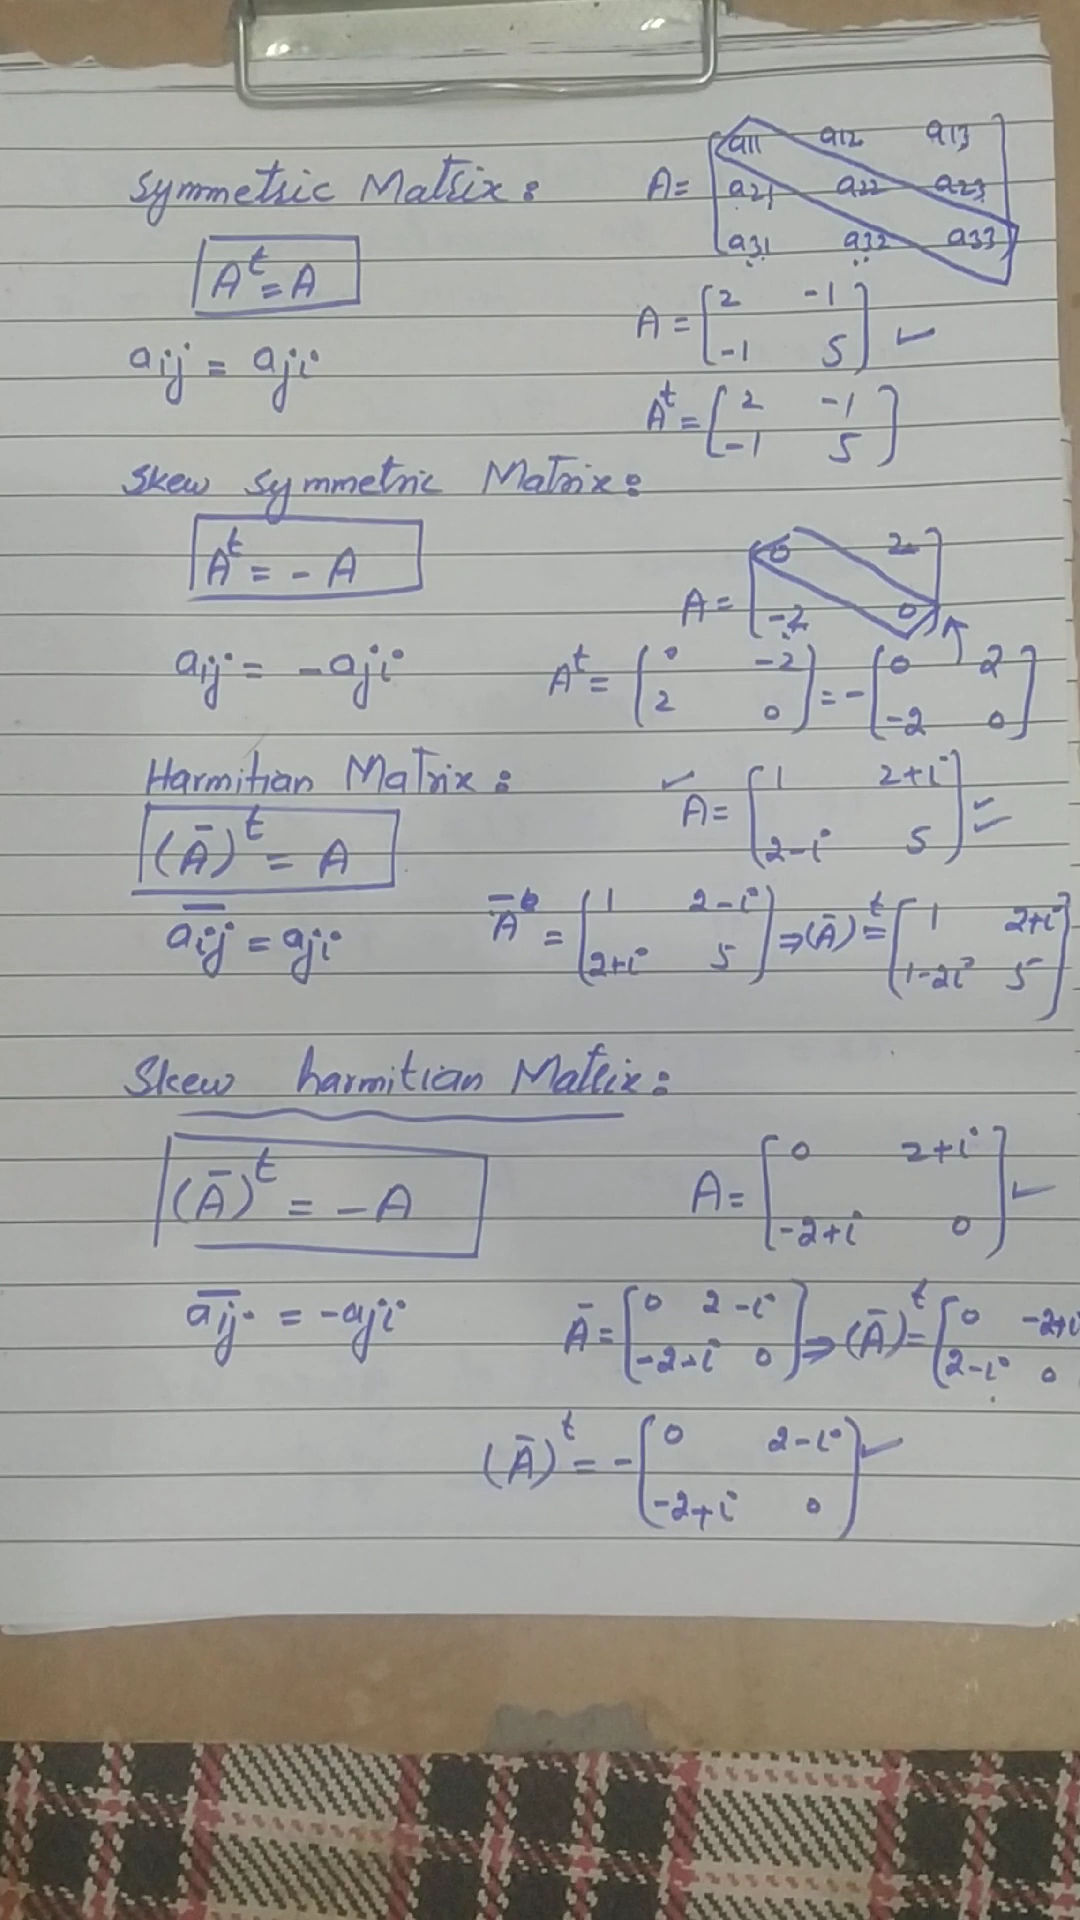 Symmetric Matrix:
A = [a11 a12 a13
a21 a22 a23
a31 a32 a33]
A^t = A
A = [2 -1
-1 5] ✓
aij = aji
A^t = [2 -1
-1 5]
Skew symmetric Matrix:
A^t = - A
A = [0 2
-2 0]
aij = -aji
A^t = [0 -2
2 0] = -[0 2
-2 0]
Harmitian Matrix:
✓ A = [1 2+i
2-i 5]
(Ā)^t = A
a̅i̅j̅ = aji
Ā = [1 2-i
2+i 5] ⇒ (Ā)^t = [1 2+i
1-2i 5]
Skew harmitian Matrix:
(Ā)^t = - A
A = [0 2+i
-2+i 0] ✓
a̅i̅j̅ = -aji
Ā = [0 2-i
-2+i 0] ⇒ (Ā)^t = [0 -2+i
2-i 0
(Ā)^t = -[0 2-i
-2+i 0] ✓